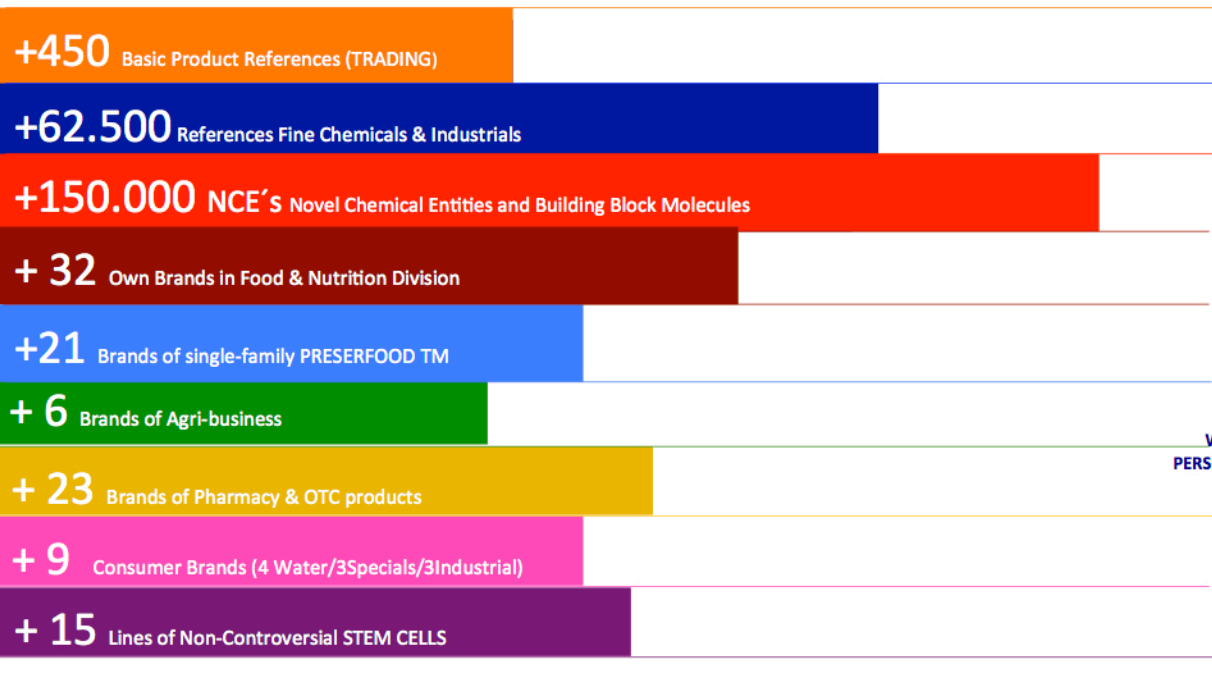 +450 Basic Product References (TRADING)
+62.500 References Fine Chemicals & Industrials
+150.000 NCE´s Novel Chemical Entities and Building Block Molecules
+ 32 Own Brands in Food & Nutrition Division
+21 Brands of single-family PRESERFOOD TM
+ 6 Brands of Agri-business
+ 23 Brands of Pharmacy & OTC products
PERS
+ 9 Consumer Brands (4 Water/3Specials/3Industrial)
+ 15 Lines of Non-Controversial STEM CELLS